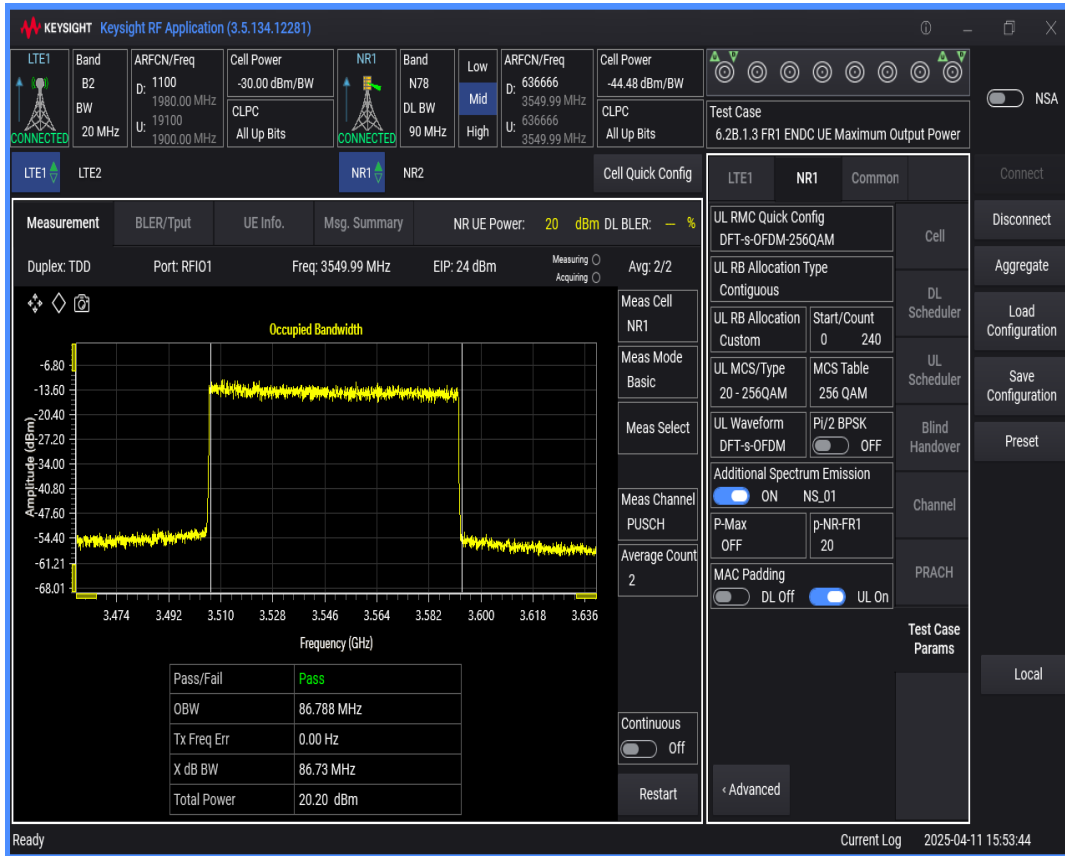 KEYSIGHT Keysight RF Application (3.5.134.12281)
LTE1 Band ARFCN/Freq Cell Power NR1 Band Low ARFCN/Freq Cell Power
B2 D: 1100 -30.00 dBm/BW N78 D: 636666 -44.48 dBm/BW
1980.00 MHz Mid 3549.99 MHz
BW U: 19100 CLPC DL BW U: 636666 CLPC Test Case
CONNECTED 20 MHz 1900.00 MHz All Up Bits CONNECTED 90 MHz High 3549.99 MHz All Up Bits 6.2B.1.3 FR1 ENDC UE Maximum Output Power
NSA
LTE1 LTE2 NR1 NR2 Cell Quick Config
LTE1 NR1 Common
Connect
Measurement BLER/Tput UE Info. Msg. Summary NR UE Power: 20 dBm DL BLER: — %
Duplex: TDD Port: RFIO1 Freq: 3549.99 MHz EIP: 24 dBm Measuring Avg: 2/2
Acquiring
Meas Cell
NR1
Meas Mode
Basic
Meas Select
Meas Channel
PUSCH
Average Count
2
Continuous
Off
Restart
Occupied Bandwidth
Amplitude (dBm)
-6.80
-13.60
-20.40
-27.20
-34.00
-40.80
-47.60
-54.40
-61.21
-68.01
3.474 3.492 3.510 3.528 3.546 3.564 3.582 3.600 3.618 3.636
Frequency (GHz)
Pass/Fail Pass
OBW 86.788 MHz
Tx Freq Err 0.00 Hz
X dB BW 86.73 MHz
Total Power 20.20 dBm
UL RMC Quick Config
DFT-s-OFDM-256QAM
UL RB Allocation Type
Contiguous
UL RB Allocation Start/Count
Custom 0 240
UL MCS/Type MCS Table
20 - 256QAM 256 QAM
UL Waveform Pi/2 BPSK
DFT-s-OFDM OFF
Additional Spectrum Emission
ON NS_01
P-Max p-NR-FR1
OFF 20
MAC Padding
DL Off UL On
< Advanced
Cell
DL
Scheduler
UL
Scheduler
Blind
Handover
Channel
PRACH
Test Case
Params
Disconnect
Aggregate
Load
Configuration
Save
Configuration
Preset
Local
Ready Current Log 2025-04-11 15:53:44